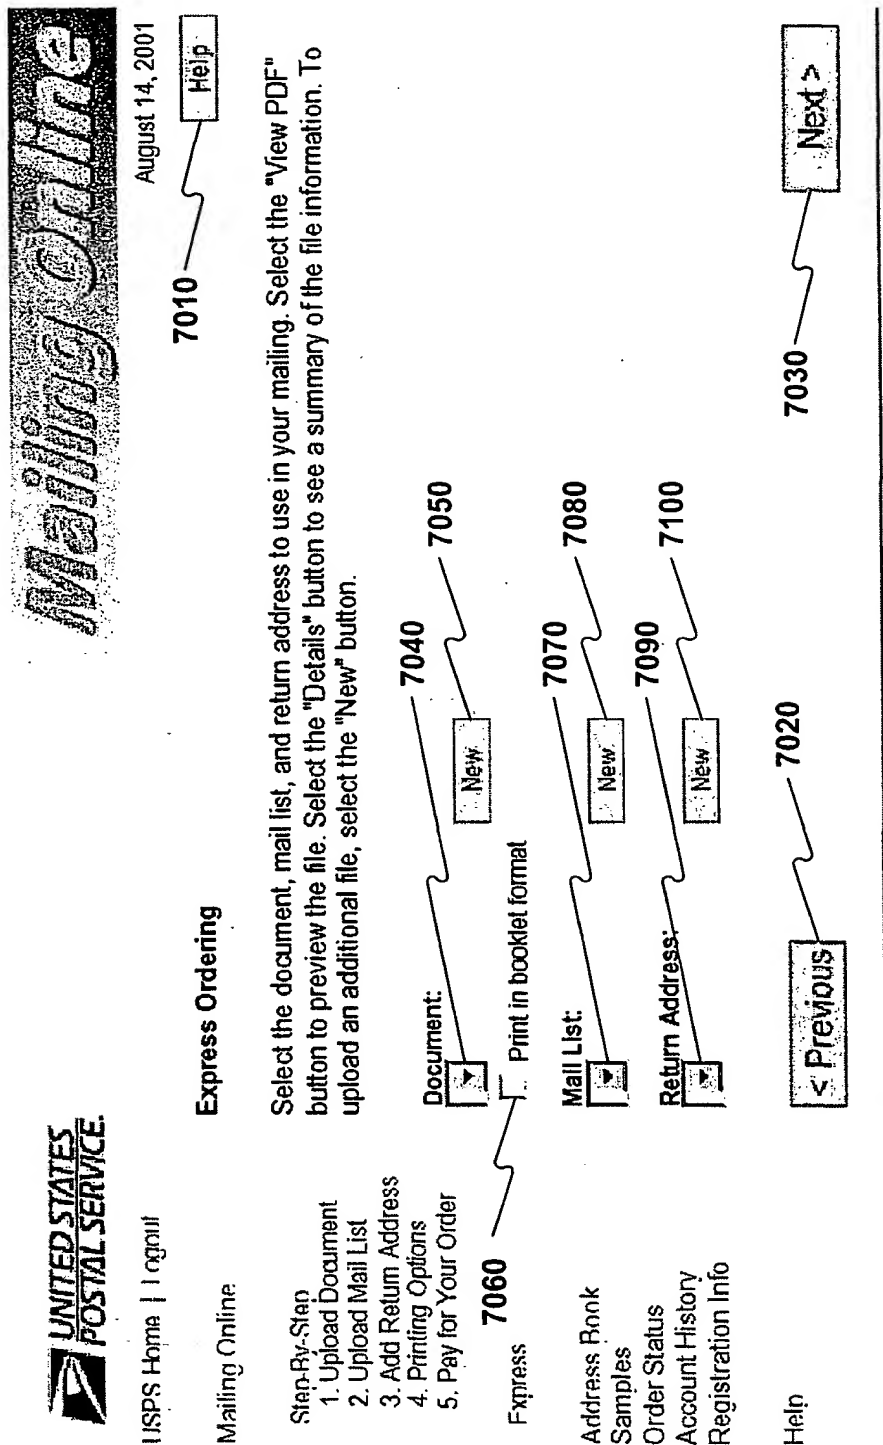 UNITED STATES
POSTAL SERVICE.
Mailing Online
USPS Home | Logout
August 14, 2001
Help
7010
Mailing Online
Express Ordering
Step-By-Step
1. Upload Document
2. Upload Mail List
3. Add Return Address
4. Printing Options
5. Pay for Your Order
Express
Address Book
Samples
Order Status
Account History
Registration Info
Help
Select the document, mail list, and return address to use in your mailing. Select the "View PDF"
button to preview the file. Select the "Details" button to see a summary of the file information. To
upload an additional file, select the "New" button.
Document:
7040
New
7050
7060
Print in booklet format
Mail List:
7070
New
7080
Return Address:
7090
New
7100
< Previous
7020
7030
Next >